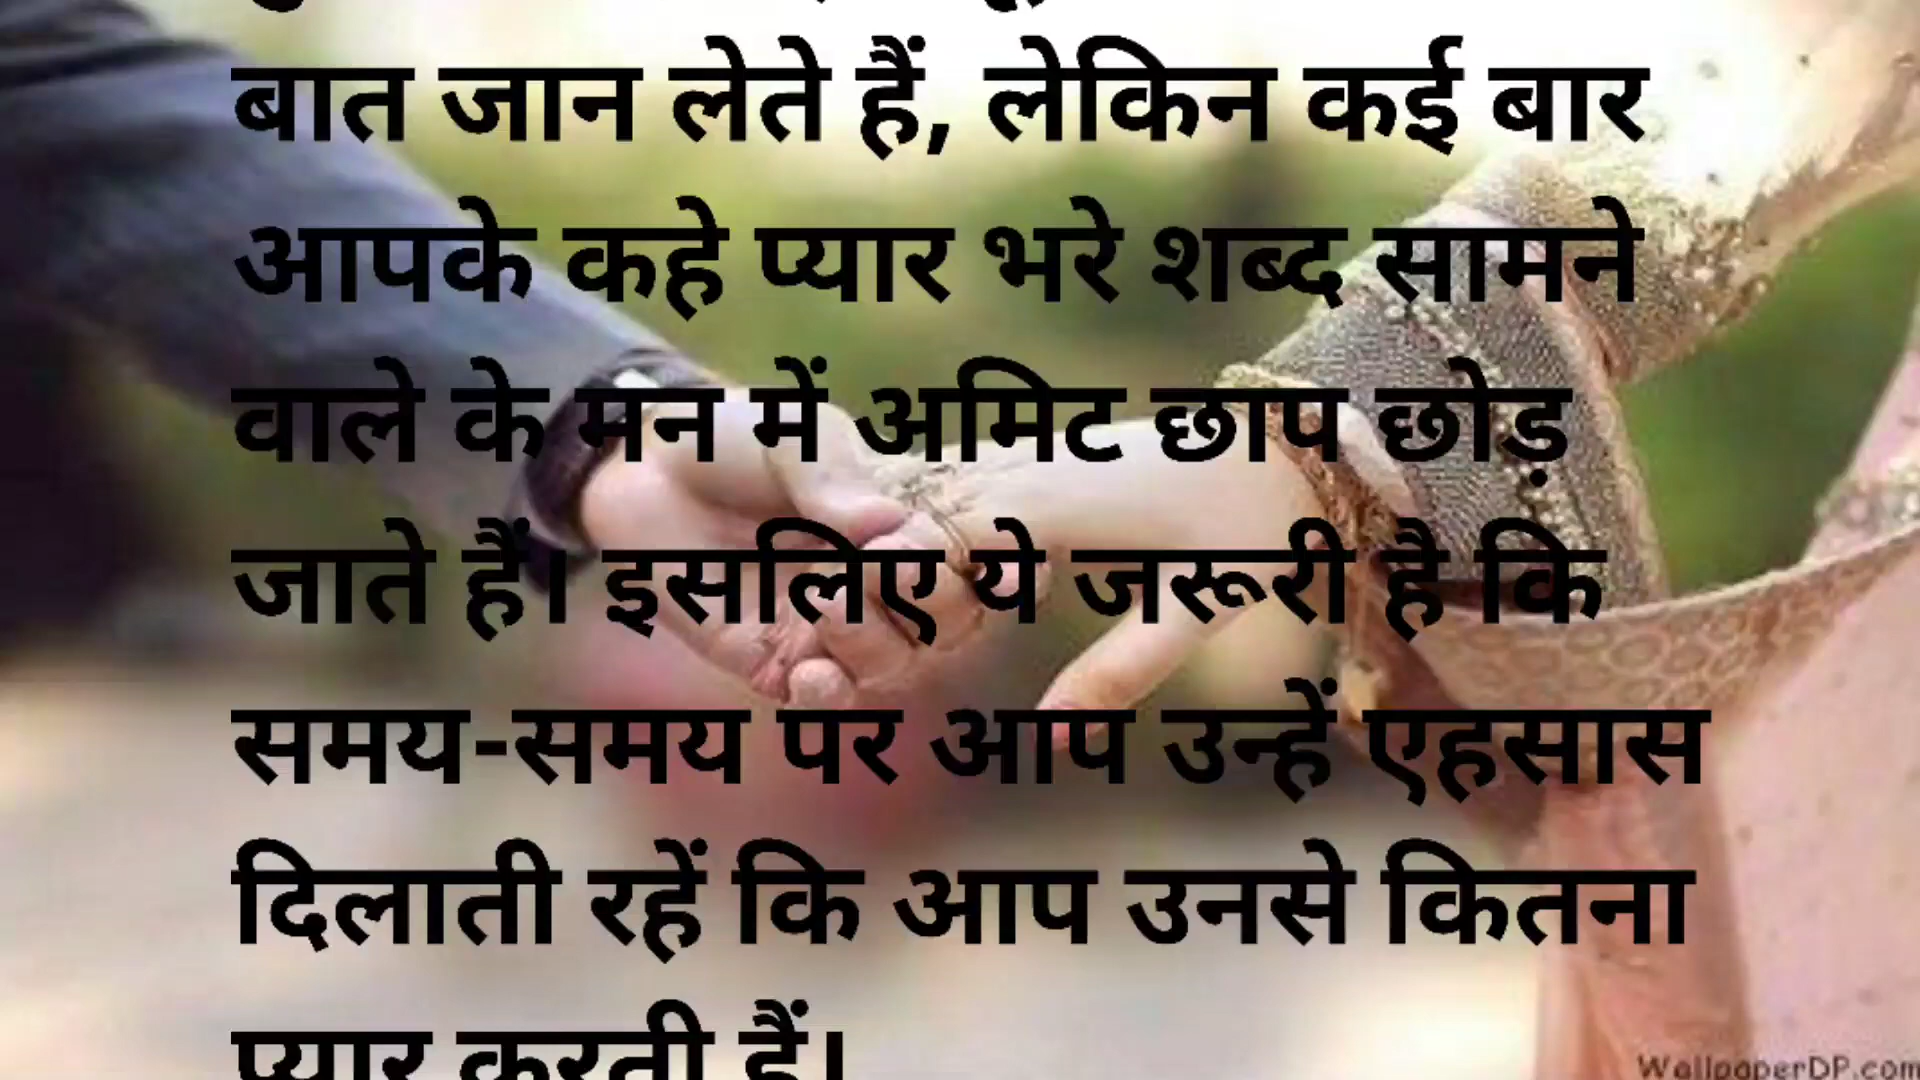 बात जान लेते हैं, लेकिन कई बार
आपके कहे प्यार भरे शब्द सामने
वाले के मन में अमिट छाप छोड़
जाते हैं। इसलिए ये जरूरी है कि
समय-समय पर आप उन्हें एहसास
दिलाती रहें कि आप उनसे कितना
प्यार करती हैं।
WallpaperDP.com